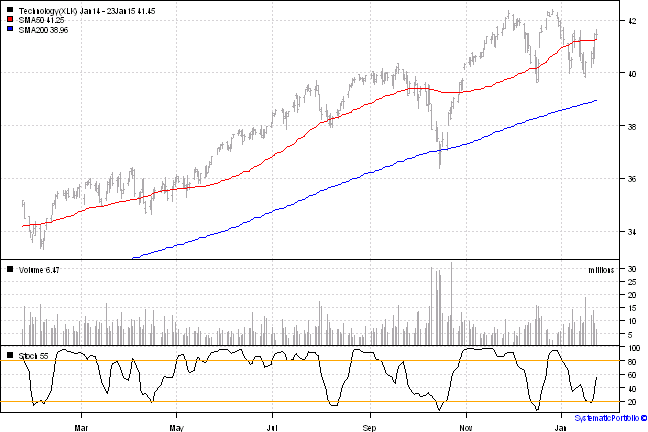 Technology(XLK) Jan14 - 23Jan15 41.45
SMA50 41.25
SMA200 38.96
42
40
38
36
34
Volume 6.47
millions
30
25
20
15
10
5
Stoch 55
100
80
60
40
20
Mar May Jul Sep Nov Jan
SystematicPortfolio ©